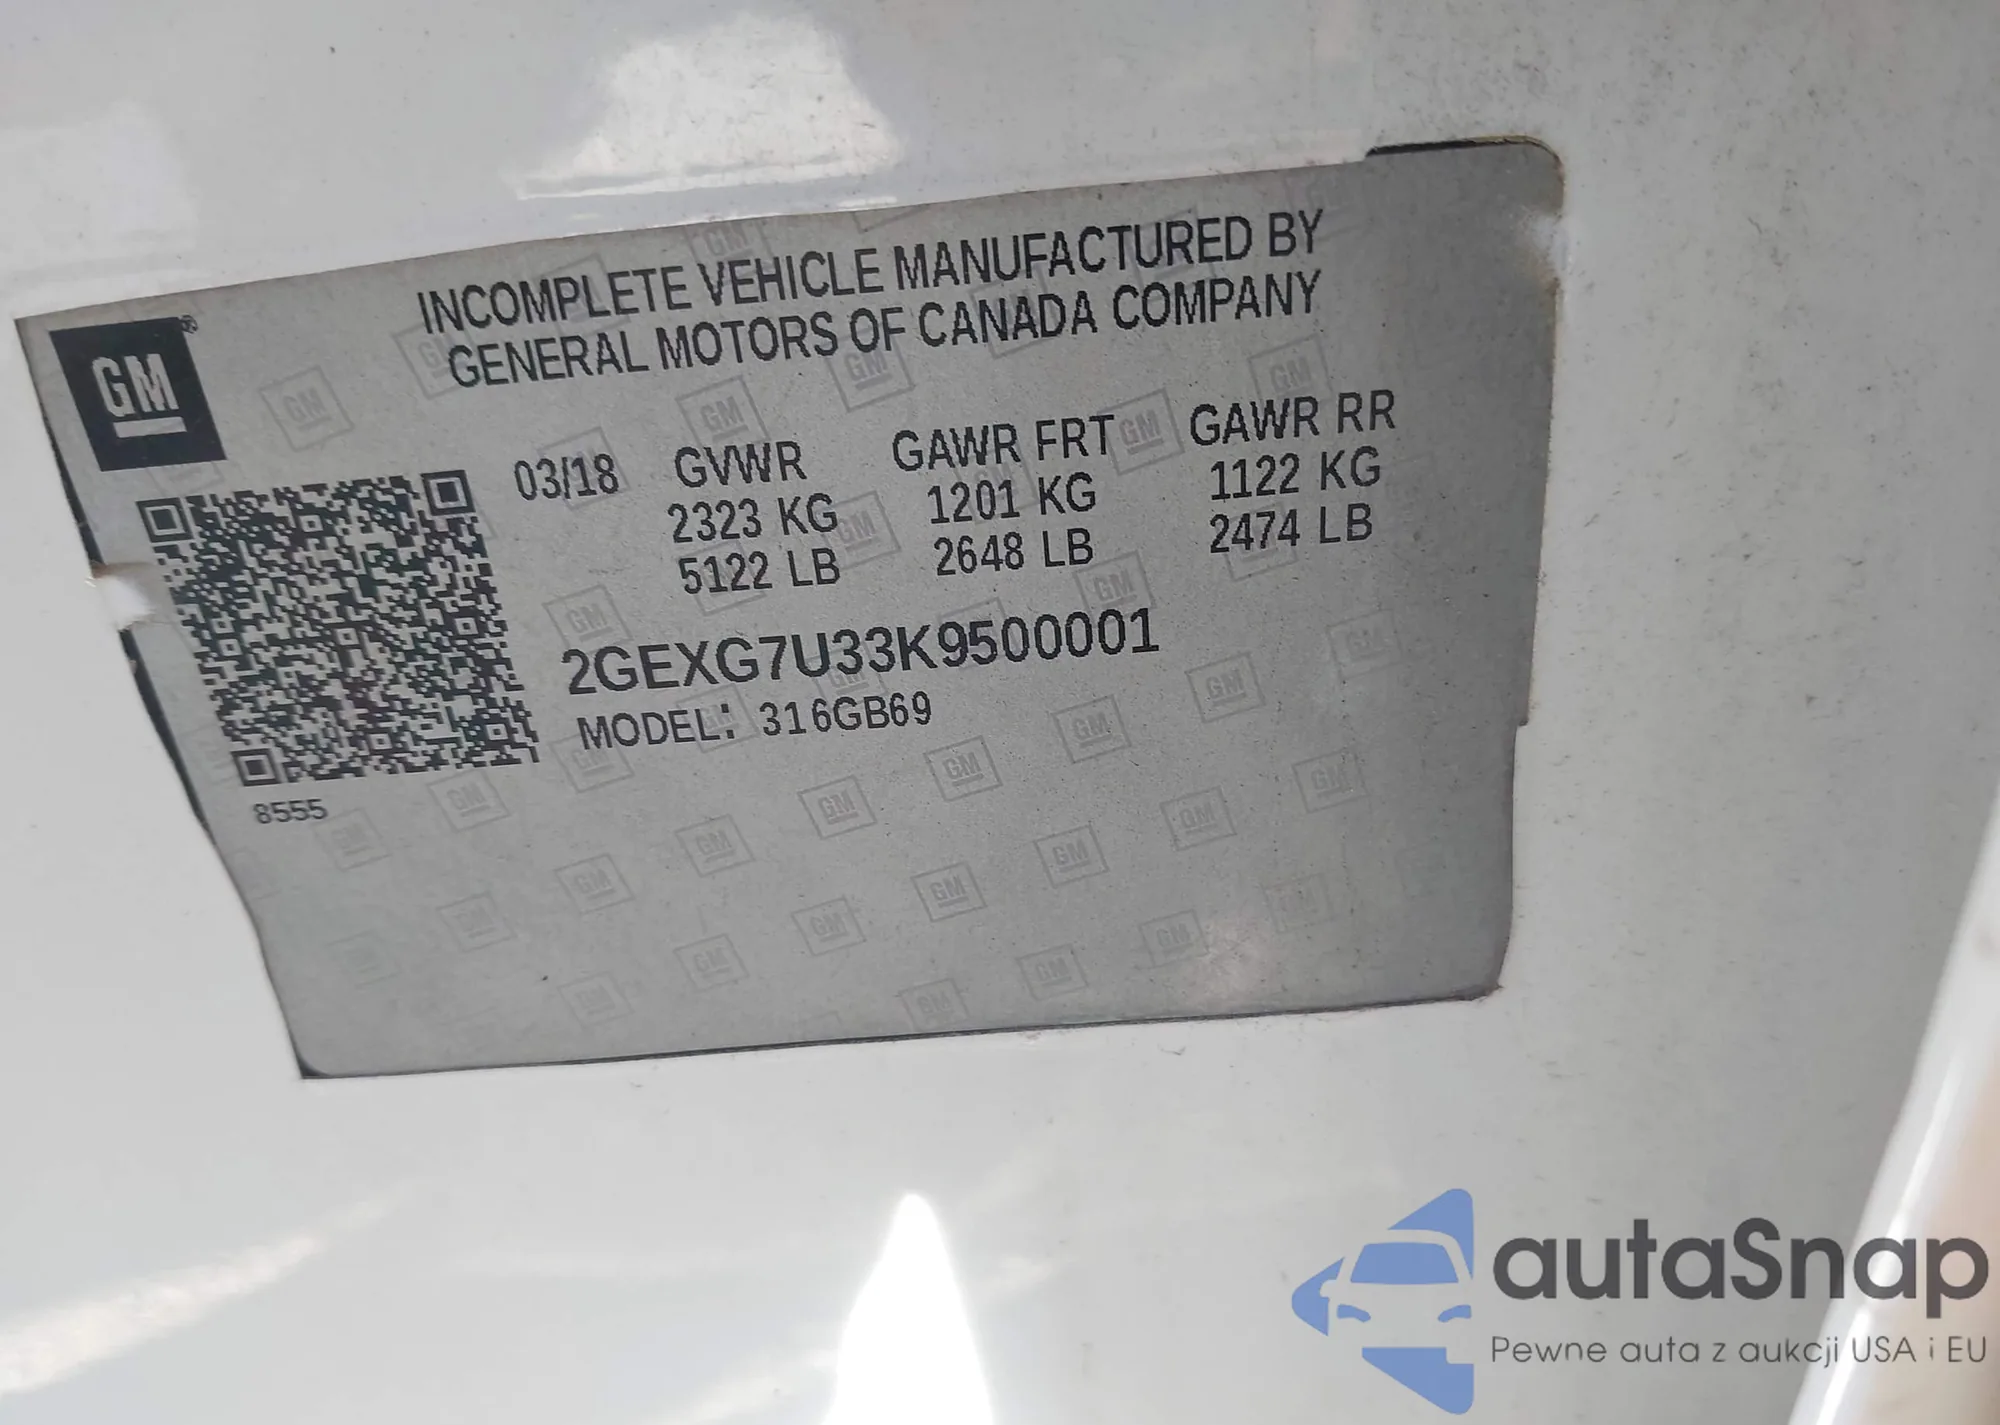 INCOMPLETE VEHICLE MANUFACTURED BY
GENERAL MOTORS OF CANADA COMPANY
GM
03/18 GVWR GAWR FRT GAWR RR
2323 KG 1201 KG 1122 KG
5122 LB 2648 LB 2474 LB
2GEXG7U33K9500001
MODEL: 316GB69
8555
autaSnap
Pewne auta z aukcji USA i EU